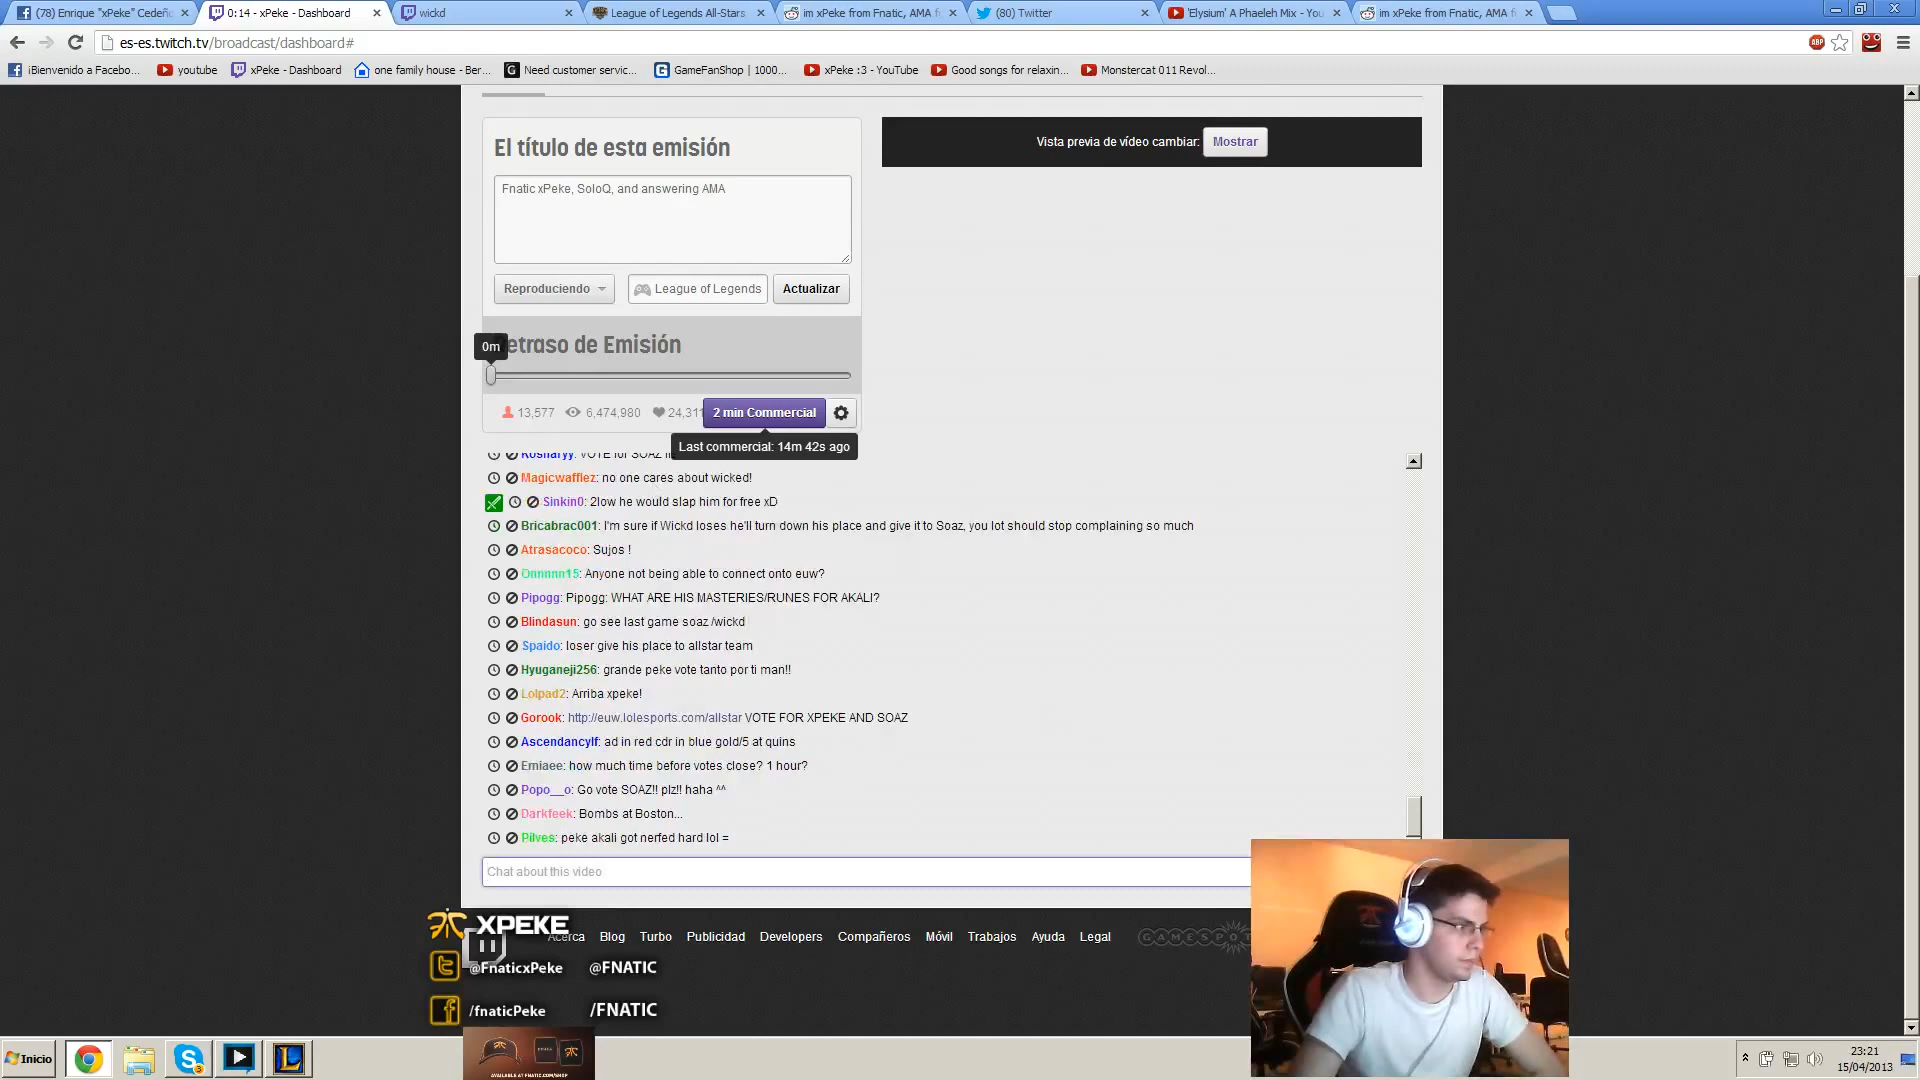 (78) Enrique "xPeke" Cedeño
0:14 - xPeke - Dashboard
wickd
League of Legends All-Stars
im xPeke from Fnatic, AMA f
(80) Twitter
'Elysium' A Phaeleh Mix - You
im xPeke from Fnatic, AMA f
es-es.twitch.tv/broadcast/dashboard#
ABP
¡Bienvenido a Facebo...
youtube
xPeke - Dashboard
one family house - Ber...
Need customer servic...
GameFanShop | 1000...
xPeke :3 - YouTube
Good songs for relaxin...
Monstercat 011 Revol...
El título de esta emisión
Vista previa de vídeo cambiar: Mostrar
Fnatic xPeke, SoloQ, and answering AMA
Reproduciendo
League of Legends
Actualizar
0m
etraso de Emisión
13,577 6,474,980 24,311
2 min Commercial
Last commercial: 14m 42s ago
Magicwafflez: no one cares about wicked!
Sinkin0: 2low he would slap him for free xD
Bricabrac001: I'm sure if Wickd loses he'll turn down his place and give it to Soaz, you lot should stop complaining so much
Atrasacoco: Sujos !
Onnnnn15: Anyone not being able to connect onto euw?
Pipogg: Pipogg: WHAT ARE HIS MASTERIES/RUNES FOR AKALI?
Blindasun: go see last game soaz /wickd
Spaido: loser give his place to allstar team
Hyuganeji256: grande peke vote tanto por ti man!!
Lolpad2: Arriba xpeke!
Gorook: http://euw.lolesports.com/allstar VOTE FOR XPEKE AND SOAZ
Ascendancylf: ad in red cdr in blue gold/5 at quins
Emiaee: how much time before votes close? 1 hour?
Popo__o: Go vote SOAZ!! plz!! haha ^^
Darkfeek: Bombs at Boston...
Pilves: peke akali got nerfed hard lol =
Chat about this video
XPEKE
Acerca Blog Turbo Publicidad Developers Compañeros Móvil Trabajos Ayuda Legal
GAMESPOT
@FnaticxPeke @FNATIC
/fnaticPeke /FNATIC
AVAILABLE AT FNATIC.COM/SHOP
Inicio
3
23:21
15/04/2013